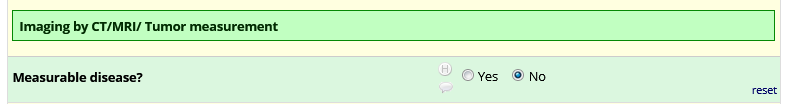 Imaging by CT/MRI/ Tumor measurement
Measurable disease? H Yes No
reset